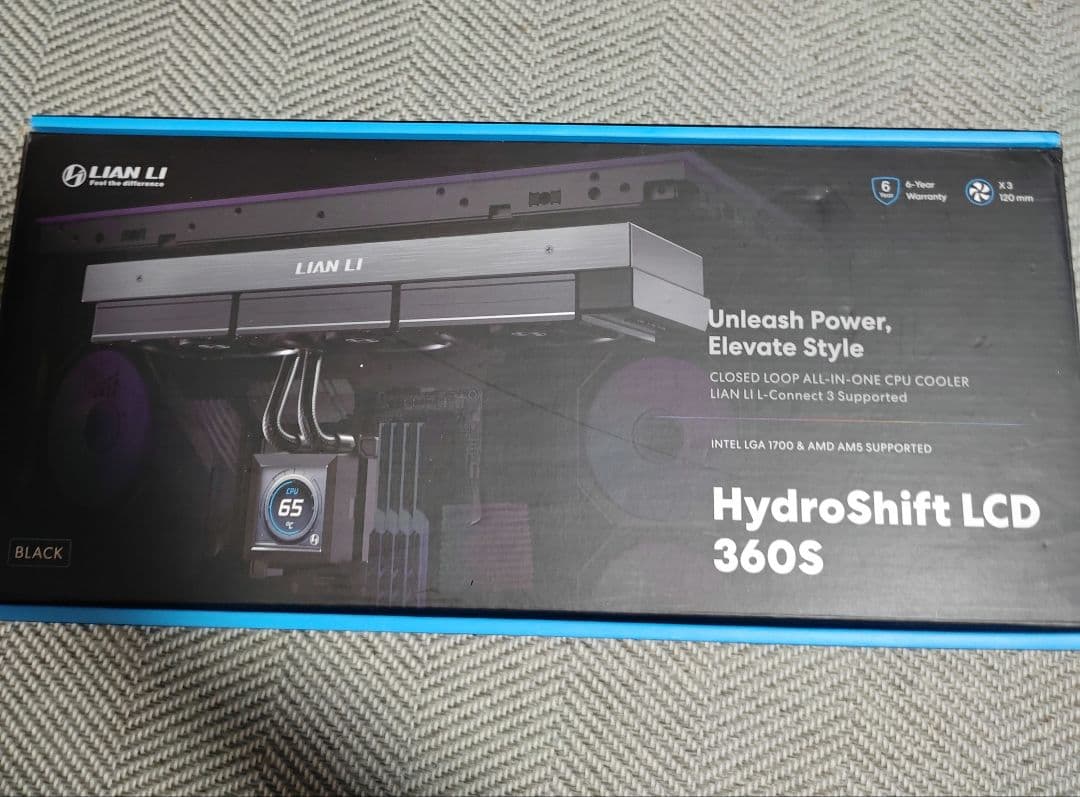 LIAN LI
Feel the difference
6
Year
6-Year
Warranty
X 3
120 mm
LIAN LI
Unleash Power,
Elevate Style
CLOSED LOOP ALL-IN-ONE CPU COOLER
LIAN LI L-Connect 3 Supported
INTEL LGA 1700 & AMD AM5 SUPPORTED
CPU
65
°C
HydroShift LCD
360S
BLACK